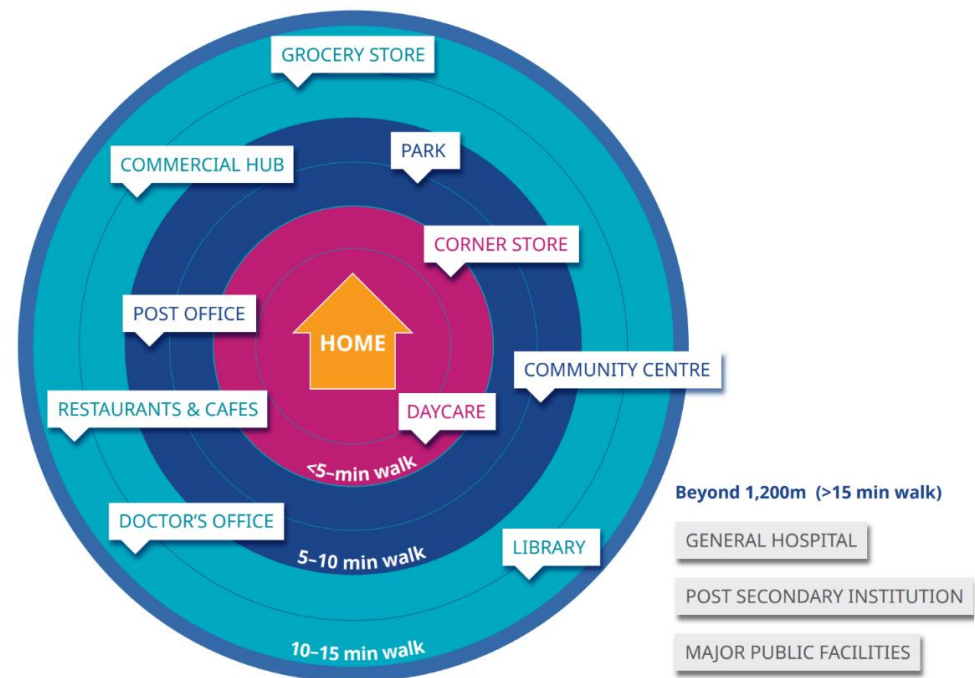 GROCERY STORE
PARK
COMMERCIAL HUB
CORNER STORE
POST OFFICE
HOME
COMMUNITY CENTRE
RESTAURANTS & CAFES
DAYCARE
<5–min walk
DOCTOR'S OFFICE
LIBRARY
5–10 min walk
10–15 min walk
Beyond 1,200m (>15 min walk)
GENERAL HOSPITAL
POST SECONDARY INSTITUTION
MAJOR PUBLIC FACILITIES